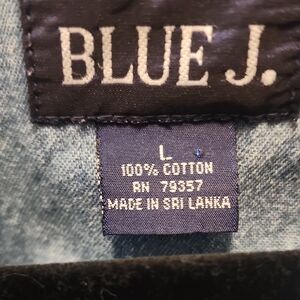 BLUE J.
L
100% COTTON
RN 79357
MADE IN SRI LANKA